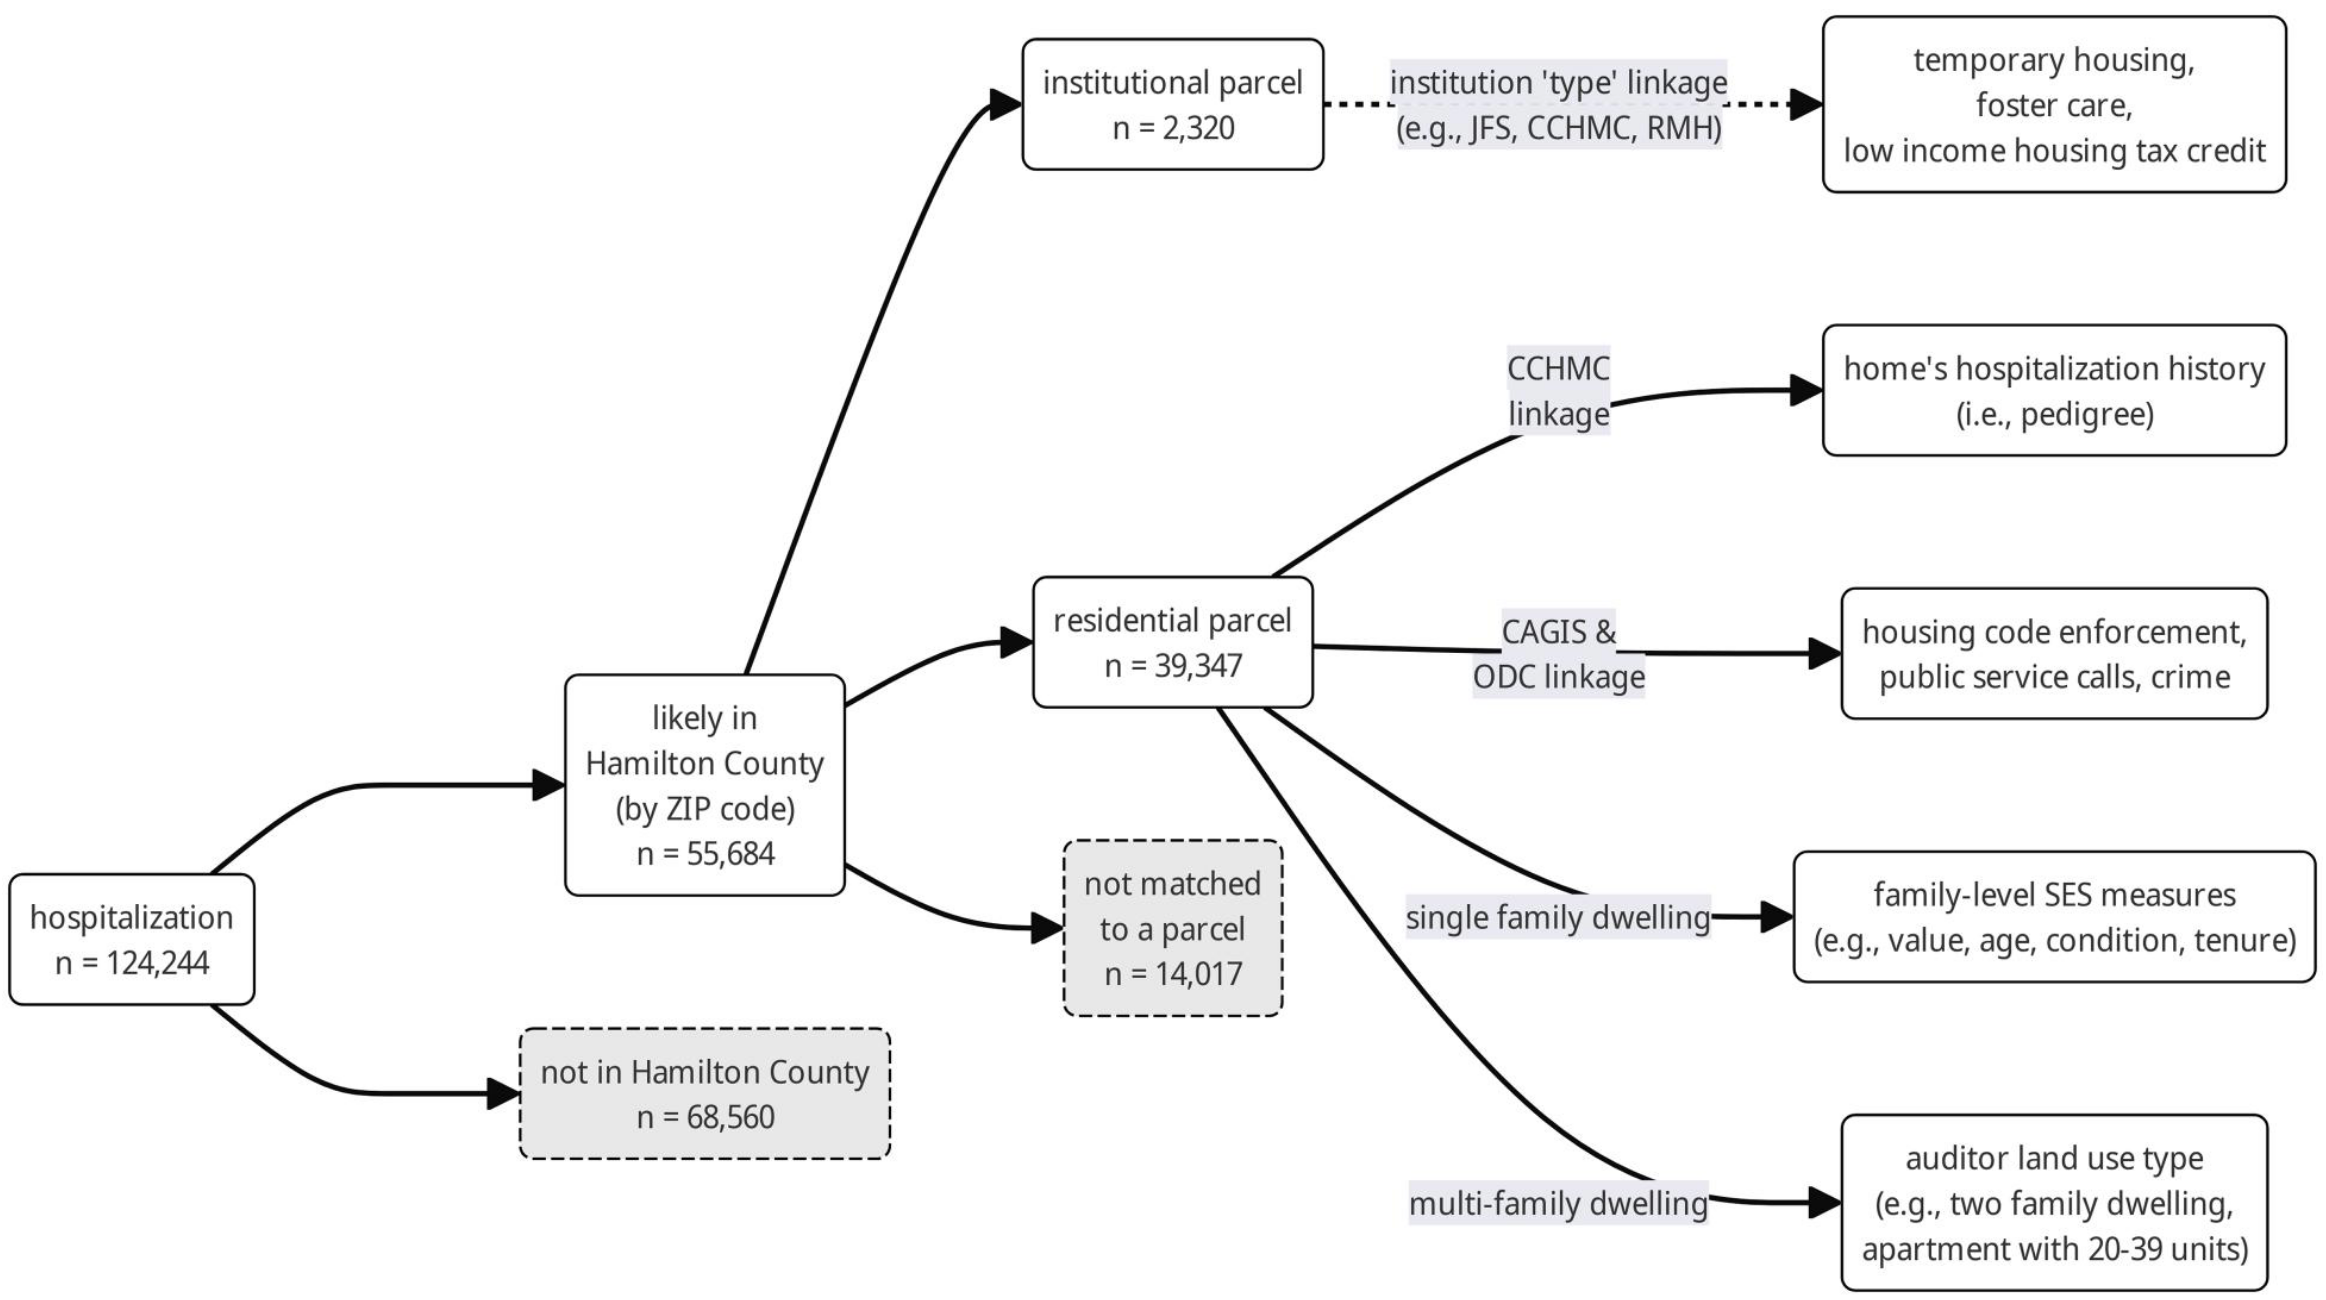 hospitalization
n = 124,244
likely in
Hamilton County
(by ZIP code)
n = 55,684
not in Hamilton County
n = 68,560
institutional parcel
n = 2,320
residential parcel
n = 39,347
not matched
to a parcel
n = 14,017
institution 'type' linkage
(e.g., JFS, CCHMC, RMH)
CCHMC
linkage
CAGIS &
ODC linkage
single family dwelling
multi-family dwelling
temporary housing,
foster care,
low income housing tax credit
home's hospitalization history
(i.e., pedigree)
housing code enforcement,
public service calls, crime
family-level SES measures
(e.g., value, age, condition, tenure)
auditor land use type
(e.g., two family dwelling,
apartment with 20-39 units)